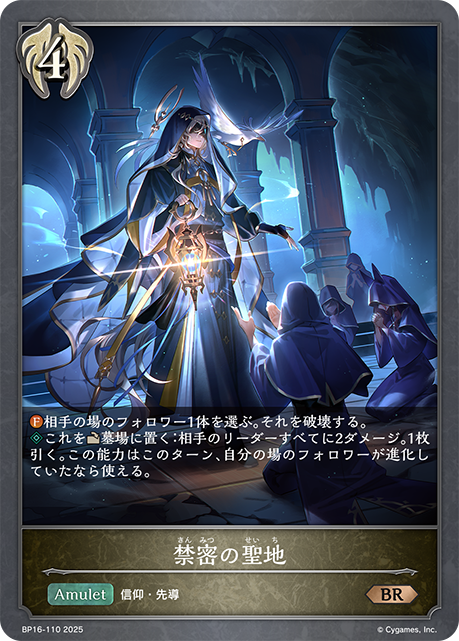 4
相手の場のフォロワー1体を選ぶ。それを破壊する。
これを墓場に置く:相手のリーダーすべてに2ダメージ。1枚
引く。この能力はこのターン、自分の場のフォロワーが進化し
ていたなら使える。
きん みつ せい ち
禁密の聖地
Amulet 信仰・先導 BR
BP16-110 2025 © Cygames, Inc.